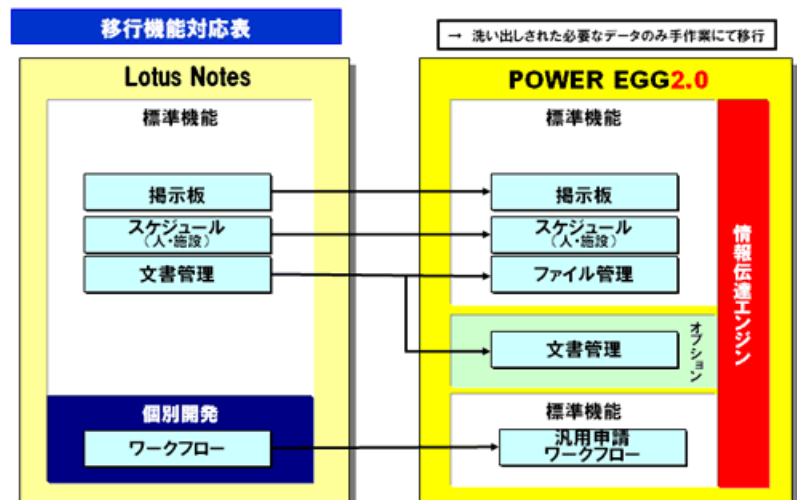 移行機能対応表
→ 洗い出しされた必要なデータのみ手作業にて移行
Lotus Notes
標準機能
掲示板
スケジュール
（人・施設）
文書管理
個別開発
ワークフロー
POWER EGG2.0
標準機能
掲示板
スケジュール
（人・施設）
ファイル管理
文書管理
オプション
標準機能
汎用申請
ワークフロー
情報伝達エンジン